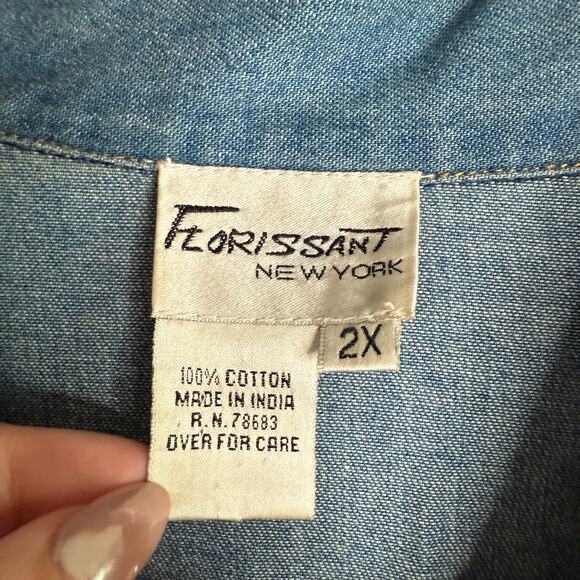 FLORISSANT
NEW YORK
2X
100% COTTON
MADE IN INDIA
R.N. 78683
OVER FOR CARE